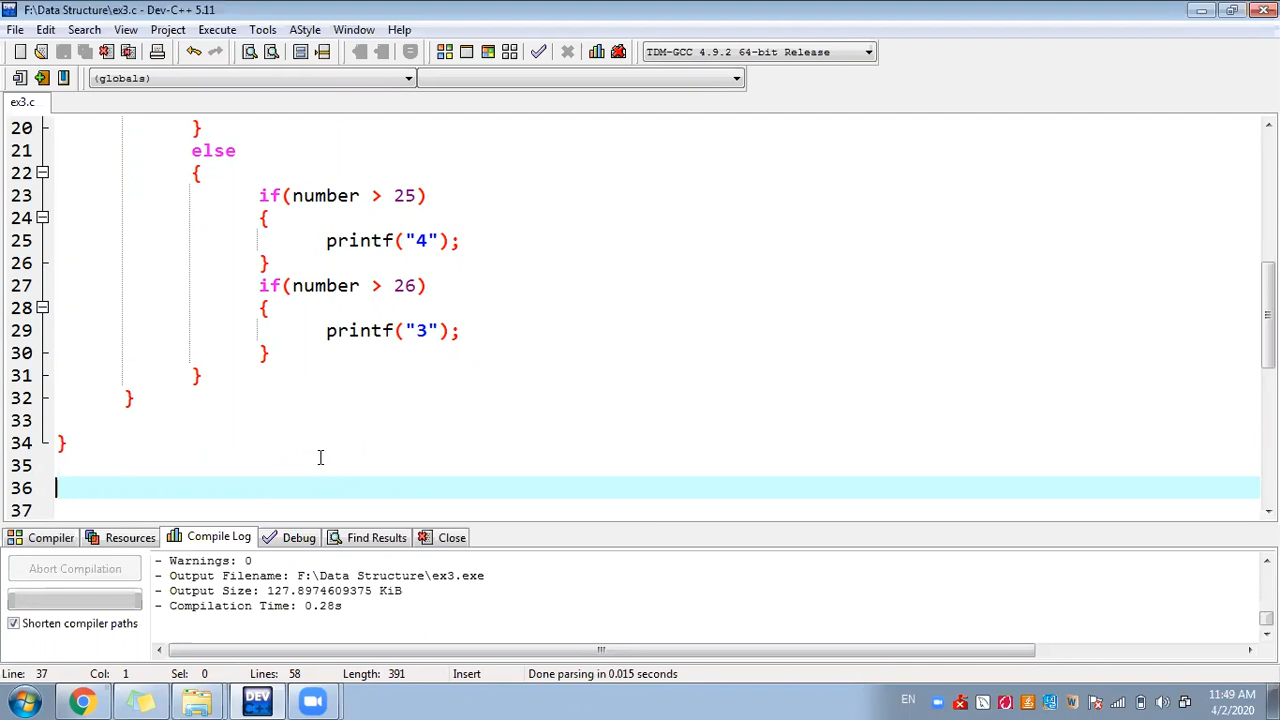 F:\Data Structure\ex3.c - Dev-C++ 5.11
File Edit Search View Project Execute Tools AStyle Window Help
TDM-GCC 4.9.2 64-bit Release
(globals)
ex3.c
20 }
21 else
22 {
23 if(number > 25)
24 {
25 printf("4");
26 }
27 if(number > 26)
28 {
29 printf("3");
30 }
31 }
32 }
33
34 }
35
36
37
Compiler Resources Compile Log Debug Find Results Close
Abort Compilation
Shorten compiler paths
- Warnings: 0
- Output Filename: F:\Data Structure\ex3.exe
- Output Size: 127.8974609375 KiB
- Compilation Time: 0.28s
Line: 37 Col: 1 Sel: 0 Lines: 58 Length: 391 Insert Done parsing in 0.015 seconds
DEV
EN
11:49 AM
4/2/2020